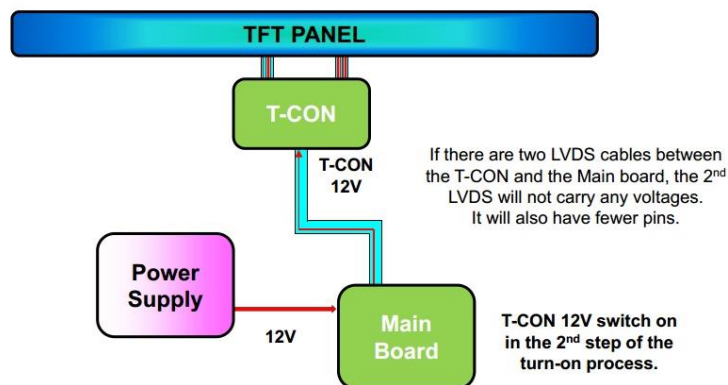 TFT PANEL
T-CON
T-CON
12V
If there are two LVDS cables between
the T-CON and the Main board, the 2nd
LVDS will not carry any voltages.
It will also have fewer pins.
Power
Supply
12V
Main
Board
T-CON 12V switch on
in the 2nd step of the
turn-on process.